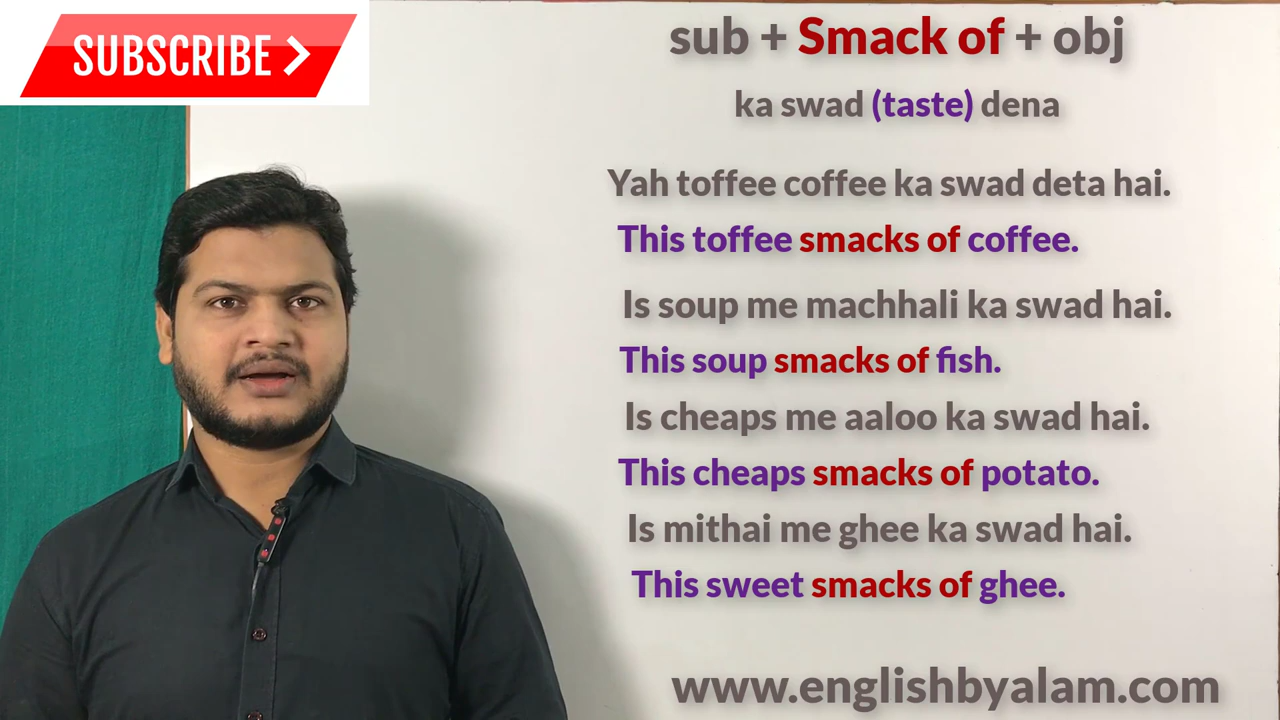 SUBSCRIBE
sub + Smack of + obj
ka swad (taste) dena
Yah toffee coffee ka swad deta hai.
This toffee smacks of coffee.
Is soup me machhali ka swad hai.
This soup smacks of fish.
Is cheaps me aaloo ka swad hai.
This cheaps smacks of potato.
Is mithai me ghee ka swad hai.
This sweet smacks of ghee.
www.englishbyalam.com